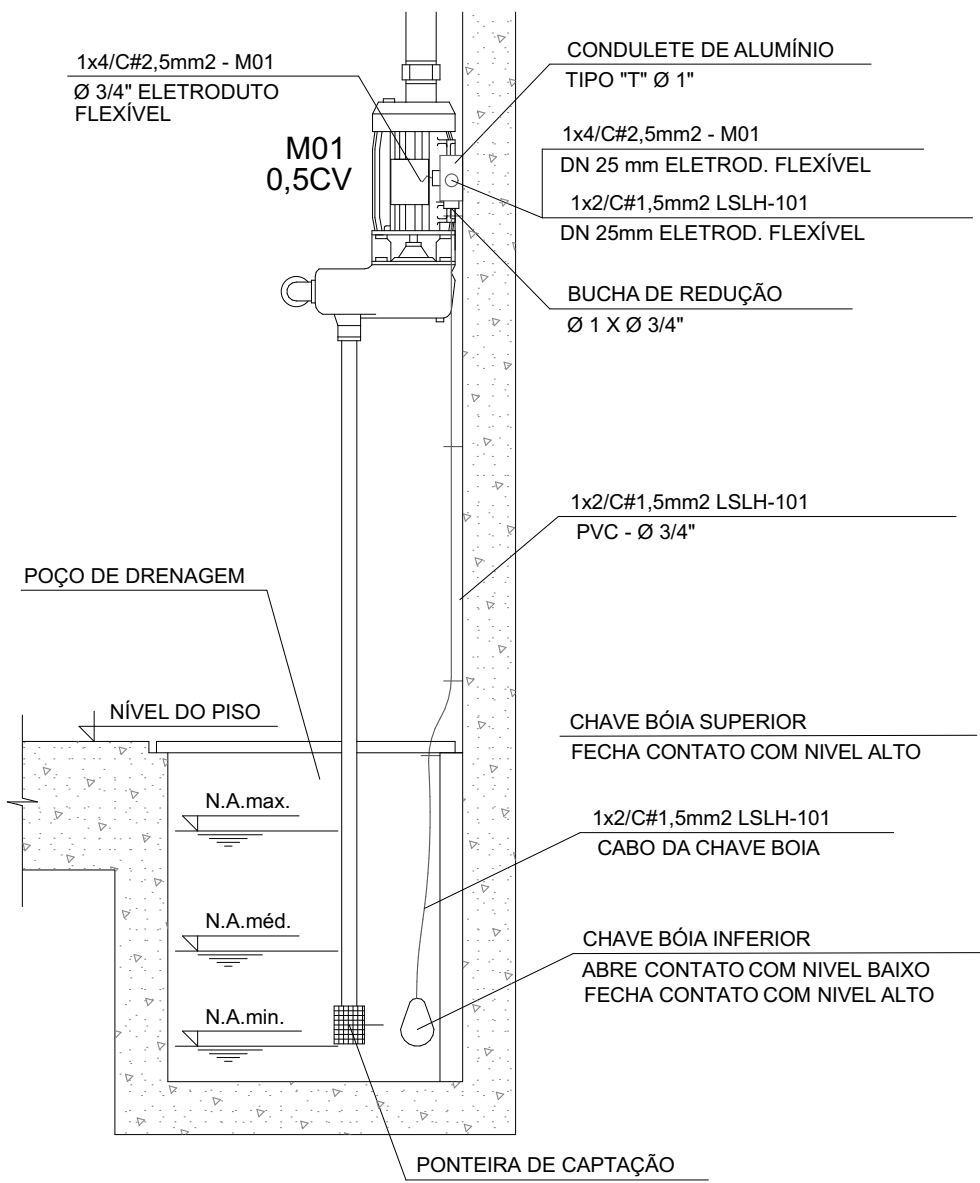 1x4/C#2,5mm2 - M01
Ø 3/4" ELETRODUTO
FLEXÍVEL
M01
0,5CV
CONDULETE DE ALUMÍNIO
TIPO "T" Ø 1"
1x4/C#2,5mm2 - M01
DN 25 mm ELETROD. FLEXÍVEL
1x2/C#1,5mm2 LSLH-101
DN 25mm ELETROD. FLEXÍVEL
BUCHA DE REDUÇÃO
Ø 1 X Ø 3/4"
1x2/C#1,5mm2 LSLH-101
PVC - Ø 3/4"
POÇO DE DRENAGEM
NÍVEL DO PISO
CHAVE BÓIA SUPERIOR
FECHA CONTATO COM NIVEL ALTO
N.A.max.
1x2/C#1,5mm2 LSLH-101
CABO DA CHAVE BOIA
N.A.méd.
CHAVE BÓIA INFERIOR
ABRE CONTATO COM NIVEL BAIXO
FECHA CONTATO COM NIVEL ALTO
N.A.min.
PONTEIRA DE CAPTAÇÃO